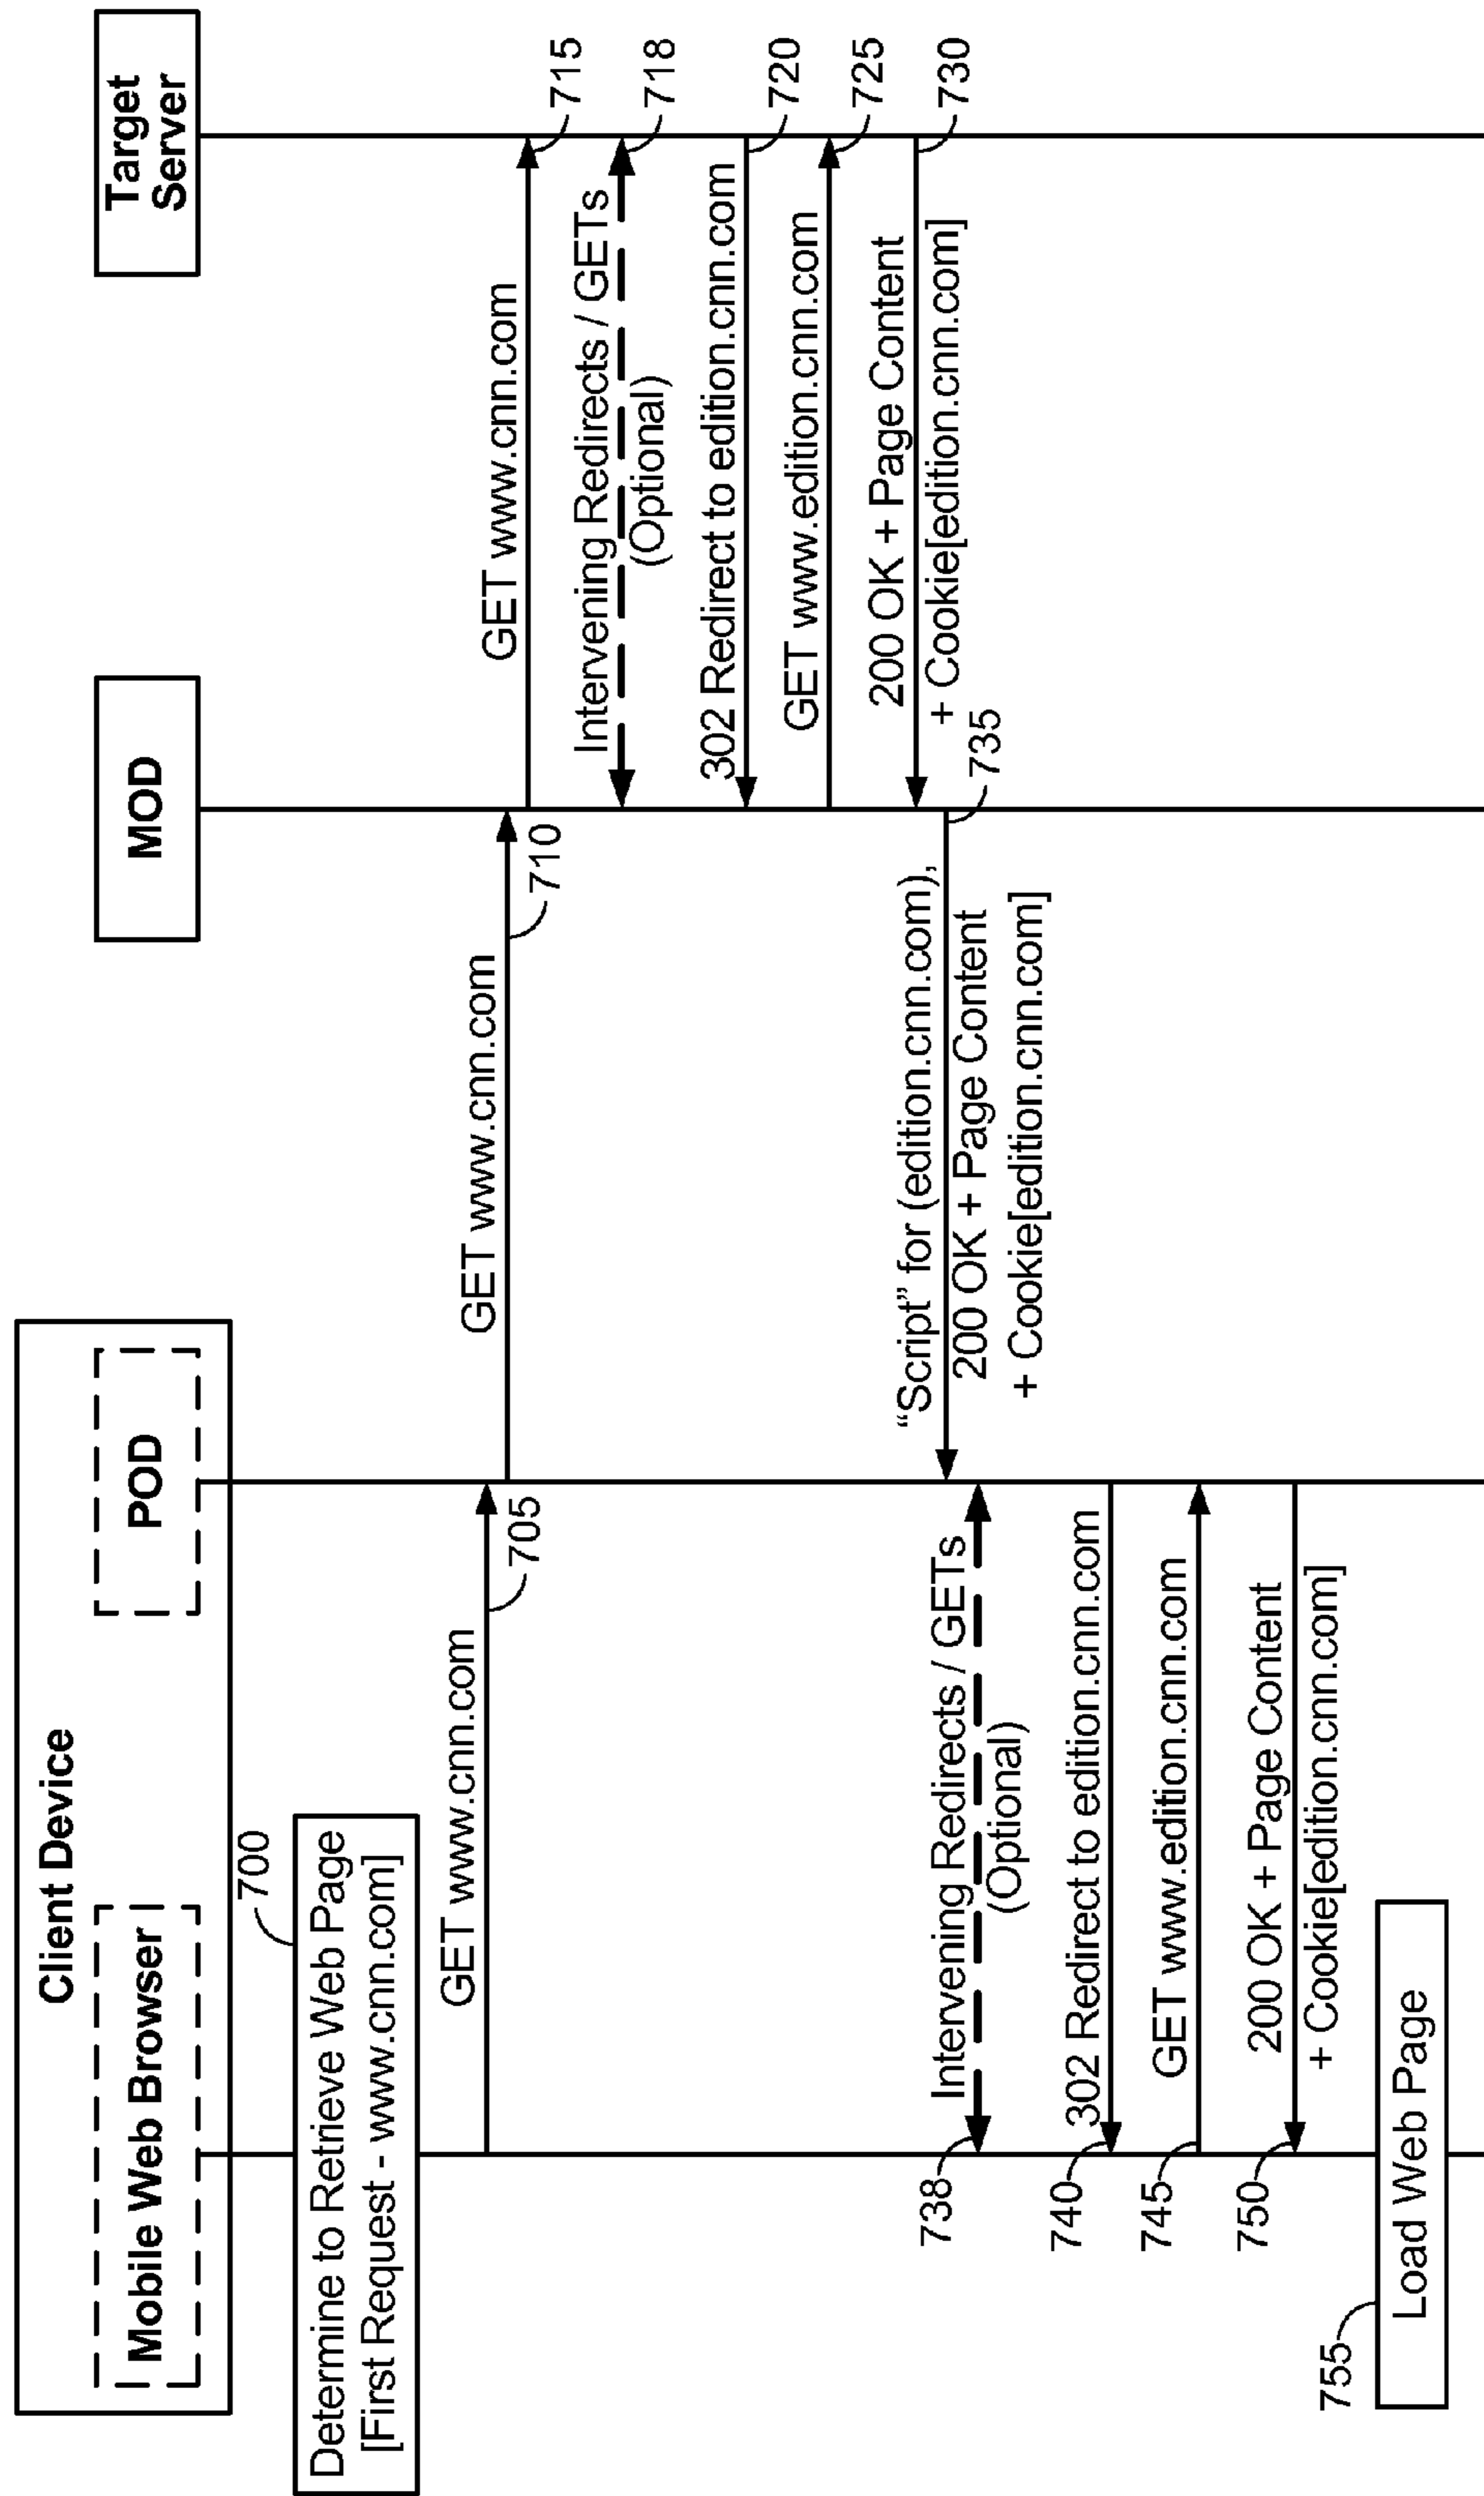 Client Device
Mobile Web Browser
POD
MOD
Target
Server
700
Determine to Retrieve Web Page
[First Request - www.cnn.com]
GET www.cnn.com
705
GET www.cnn.com
710
GET www.cnn.com
715
Intervening Redirects / GETs
(Optional)
718
302 Redirect to edition.cnn.com
720
GET www.edition.cnn.com
725
200 OK + Page Content
+ Cookie[edition.cnn.com]
730
735
“Script” for (edition.cnn.com),
200 OK + Page Content
+ Cookie[edition.cnn.com]
738
Intervening Redirects / GETs
(Optional)
740
302 Redirect to edition.cnn.com
745
GET www.edition.cnn.com
750
200 OK + Page Content
+ Cookie[edition.cnn.com]
755
Load Web Page